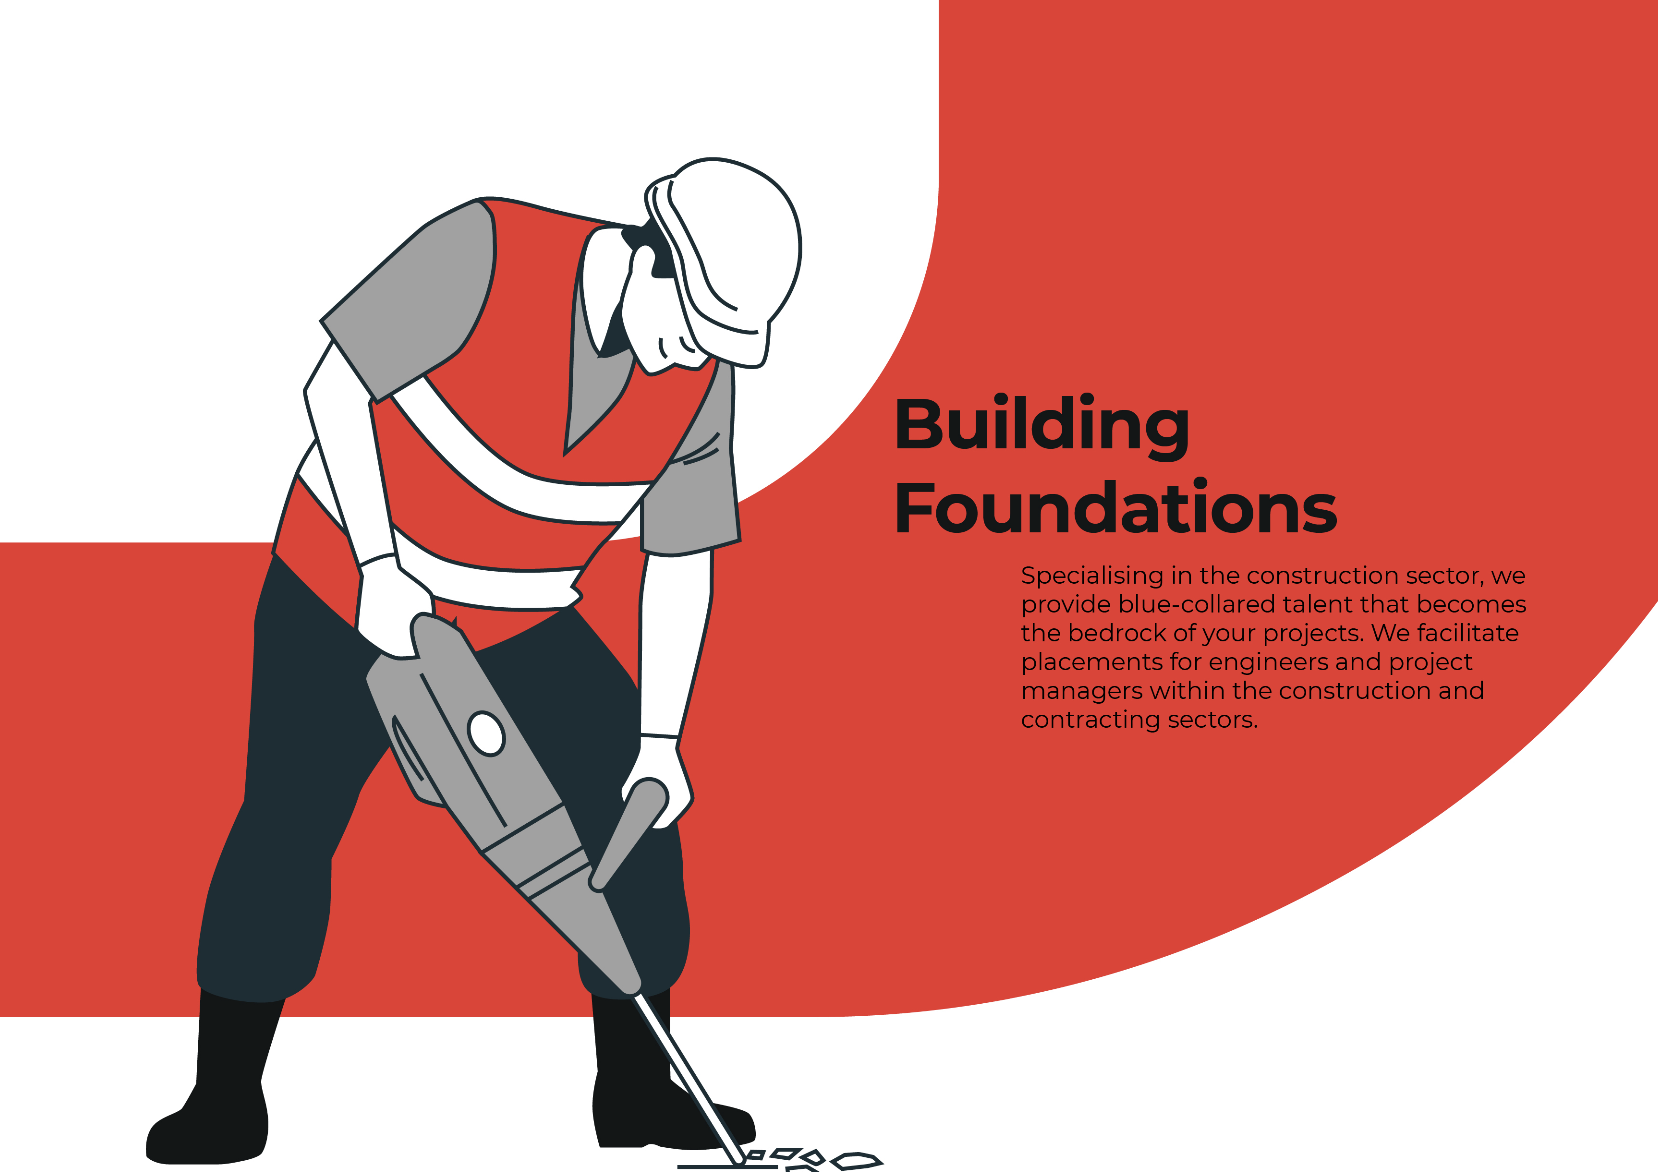 Building
Foundations
Specialising in the construction sector, we
provide blue-collared talent that becomes
the bedrock of your projects. We facilitate
placements for engineers and project
managers within the construction and
contracting sectors.